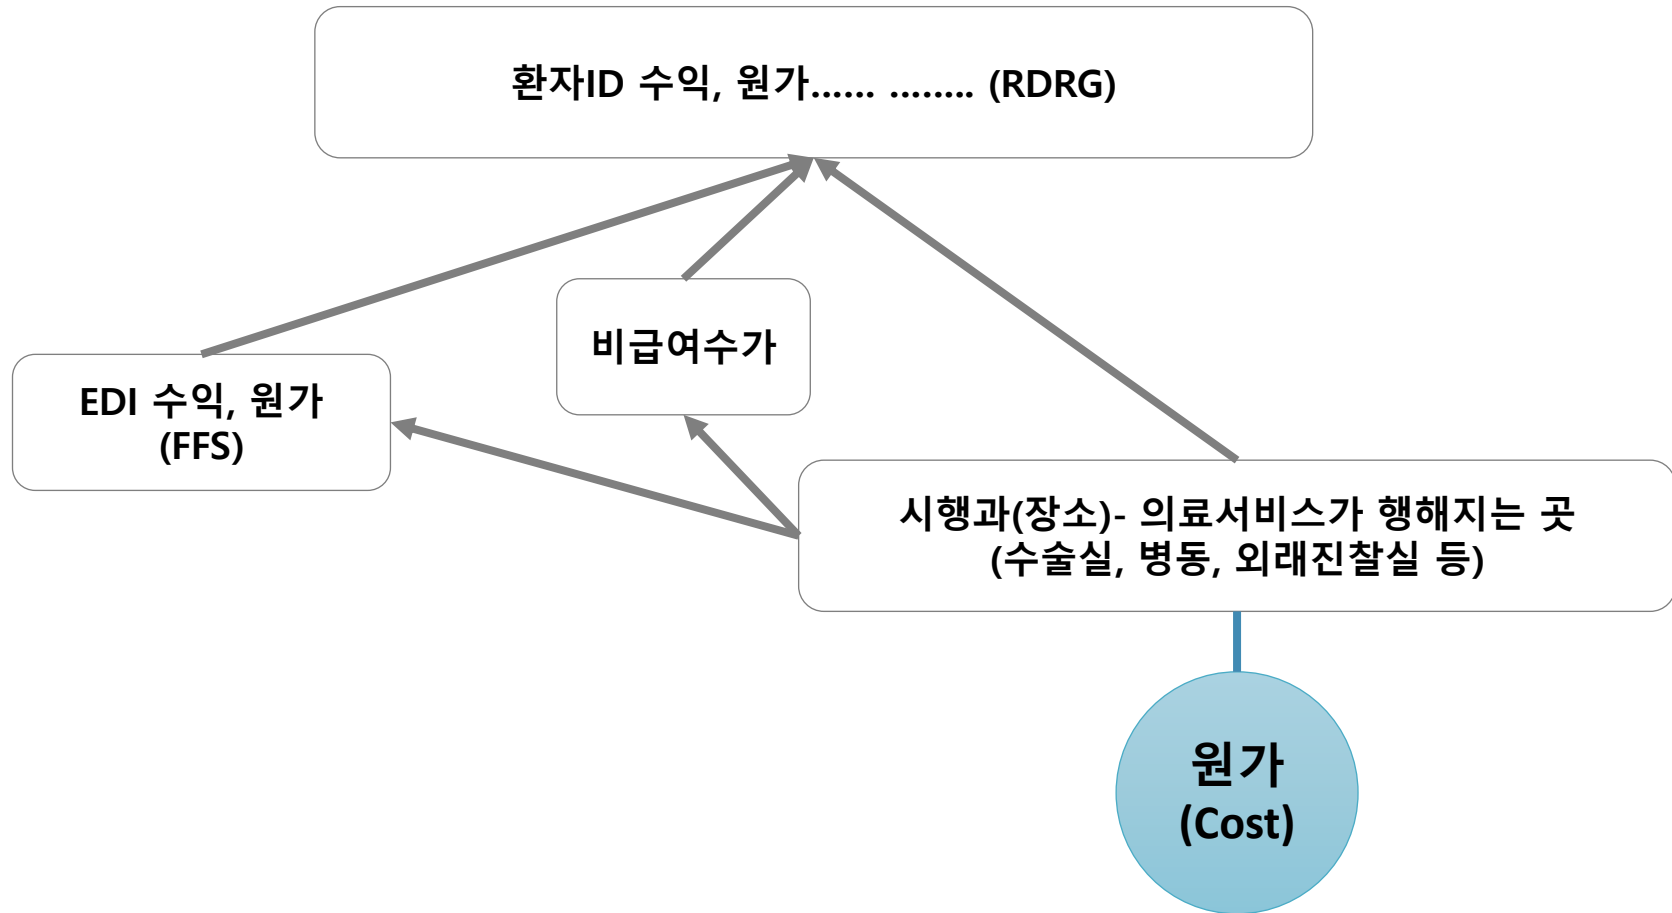 환자ID 수익, 원가...... ........ (RDRG)
비급여수가
EDI 수익, 원가
(FFS)
시행과(장소)- 의료서비스가 행해지는 곳
(수술실, 병동, 외래진찰실 등)
원가
(Cost)